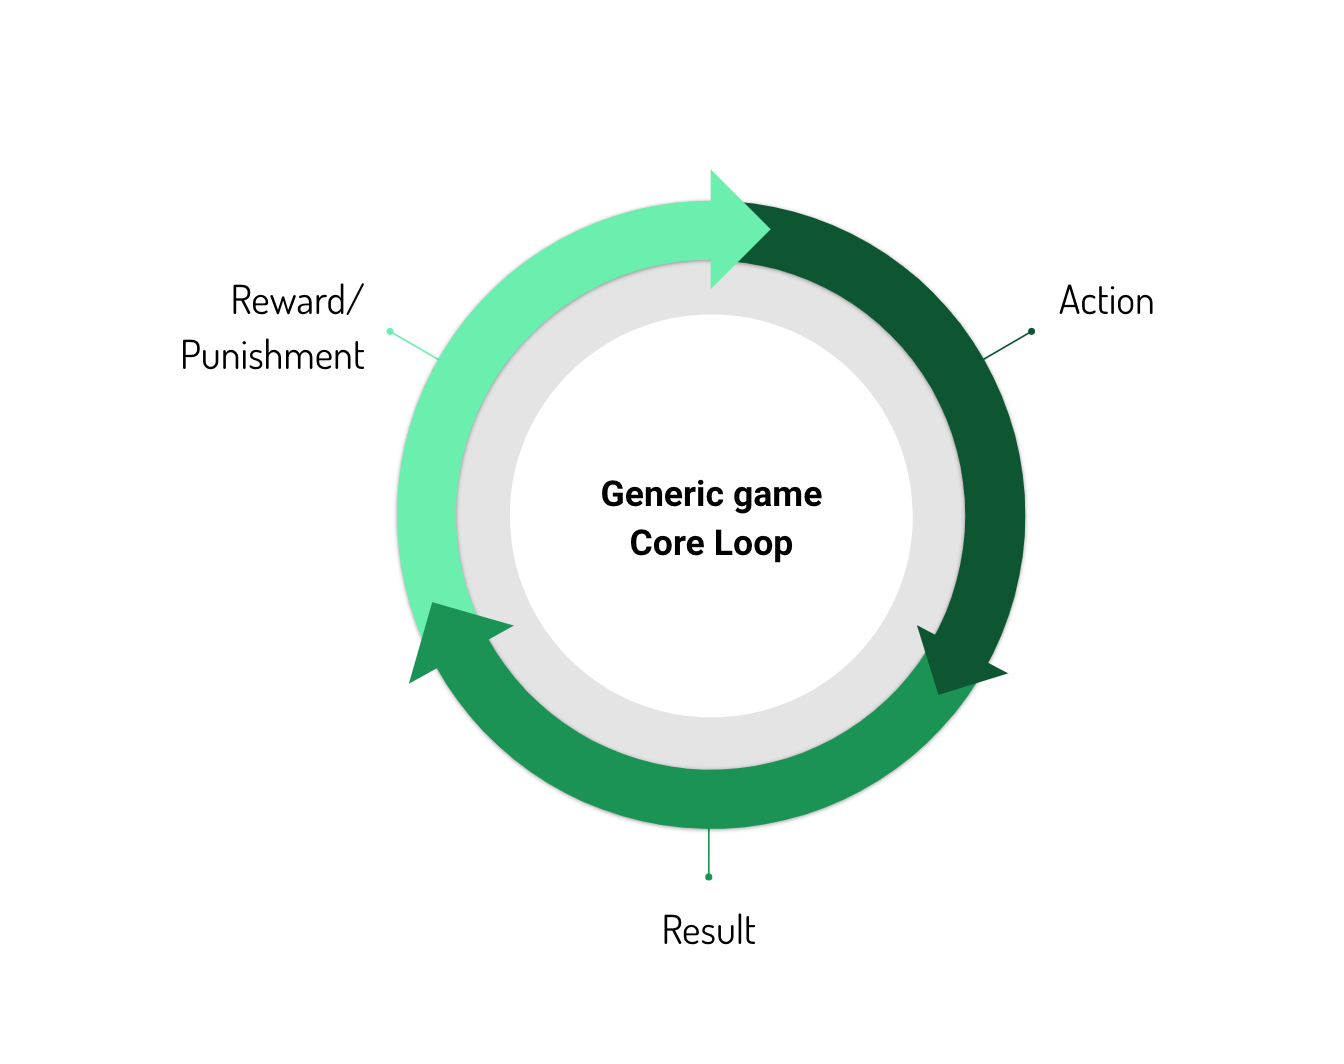 Reward/
Punishment
Action
Generic game
Core Loop
Result